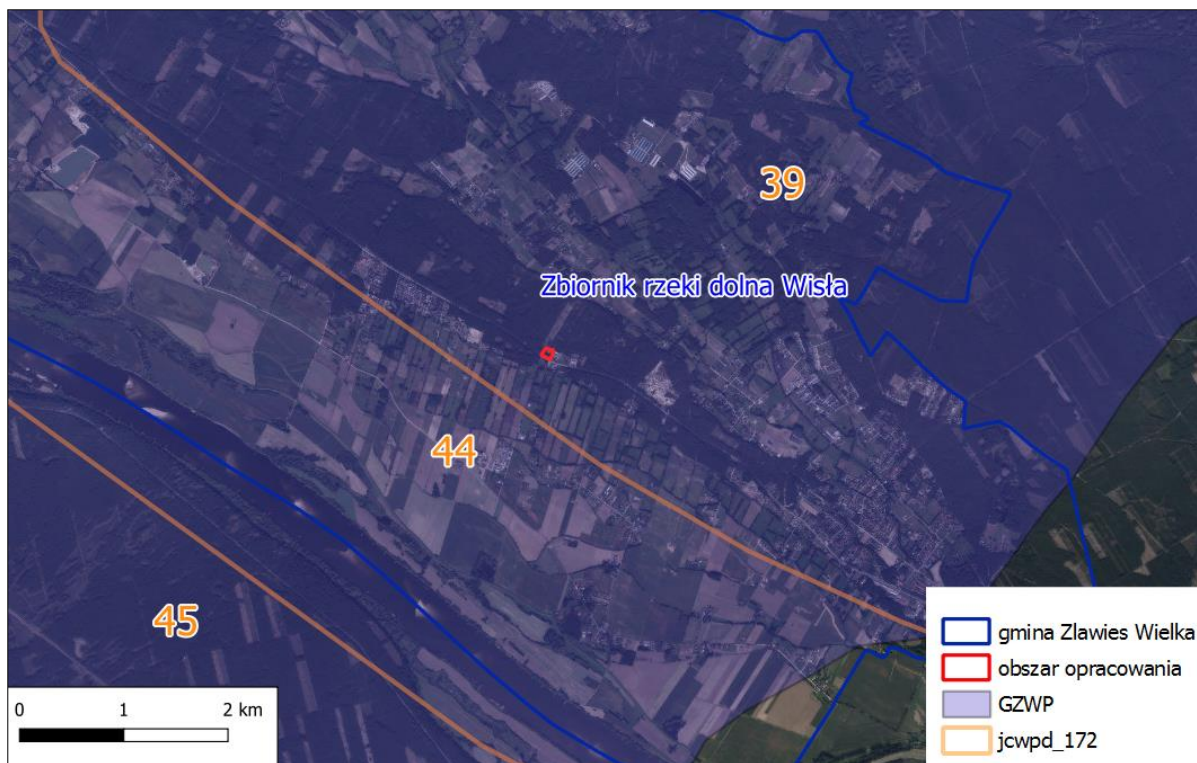 39
Zbiornik rzeki dolna Wisła
44
45
gmina Zlawies Wielka
obszar opracowania
GZWP
jcwpd_172
0 1 2 km